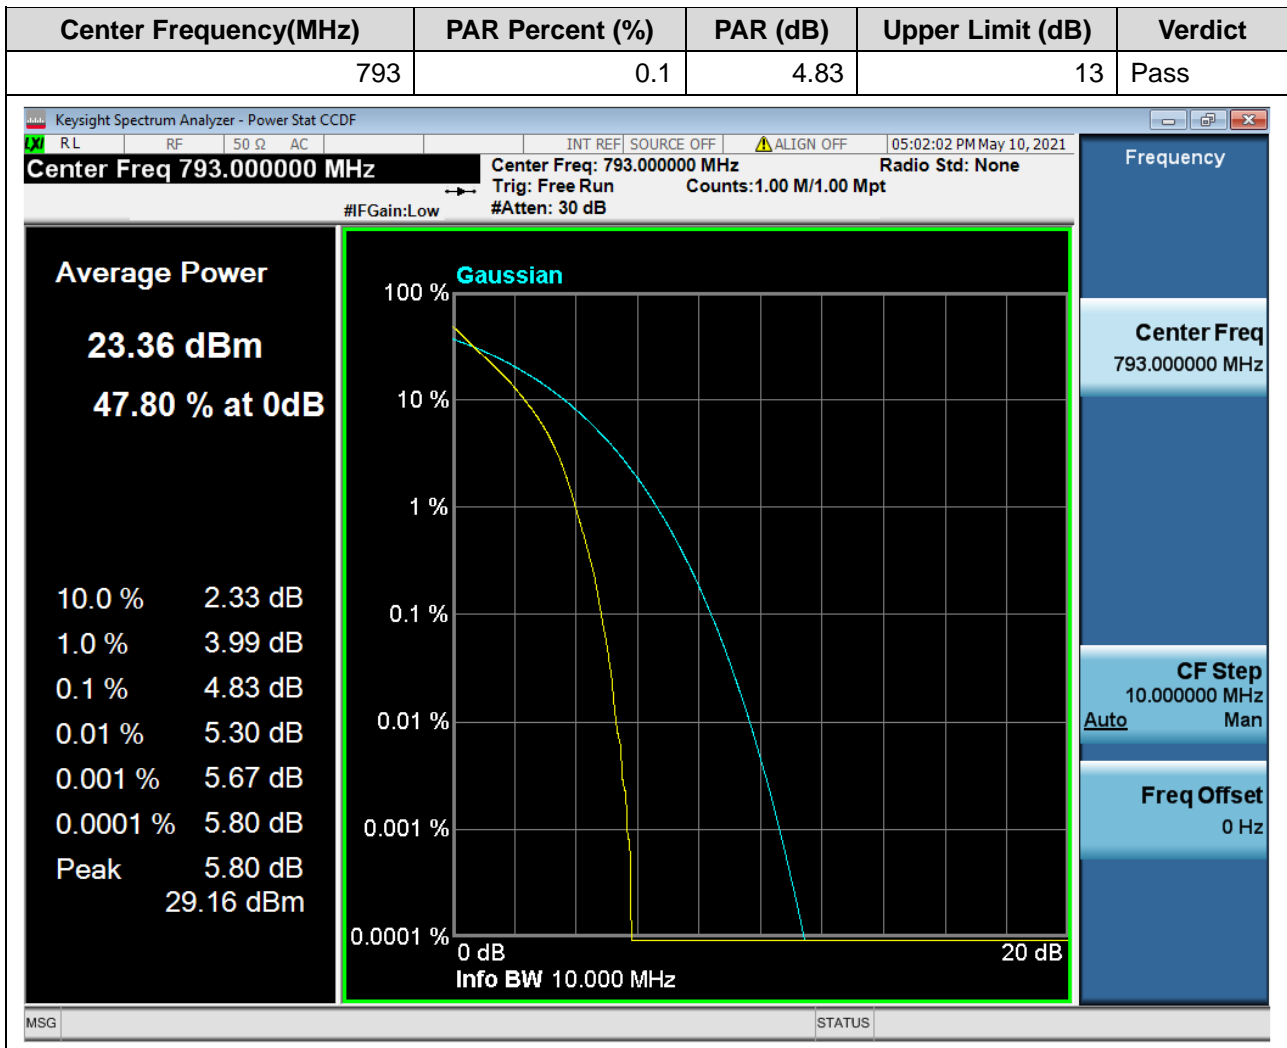 Center Frequency(MHz) PAR Percent (%) PAR (dB) Upper Limit (dB) Verdict
793 0.1 4.83 13 Pass
Keysight Spectrum Analyzer - Power Stat CCDF
LXI RL RF 50 Ω AC INT REF SOURCE OFF ALIGN OFF 05:02:02 PM May 10, 2021
Center Freq 793.000000 MHz
Center Freq: 793.000000 MHz Radio Std: None
Trig: Free Run Counts:1.00 M/1.00 Mpt
#IFGain:Low #Atten: 30 dB
Average Power
23.36 dBm
47.80 % at 0dB
10.0 % 2.33 dB
1.0 % 3.99 dB
0.1 % 4.83 dB
0.01 % 5.30 dB
0.001 % 5.67 dB
0.0001 % 5.80 dB
Peak 5.80 dB
29.16 dBm
Gaussian
100 %
10 %
1 %
0.1 %
0.01 %
0.001 %
0.0001 %
0 dB 20 dB
Info BW 10.000 MHz
Frequency
Center Freq
793.000000 MHz
CF Step
10.000000 MHz
Auto Man
Freq Offset
0 Hz
MSG STATUS